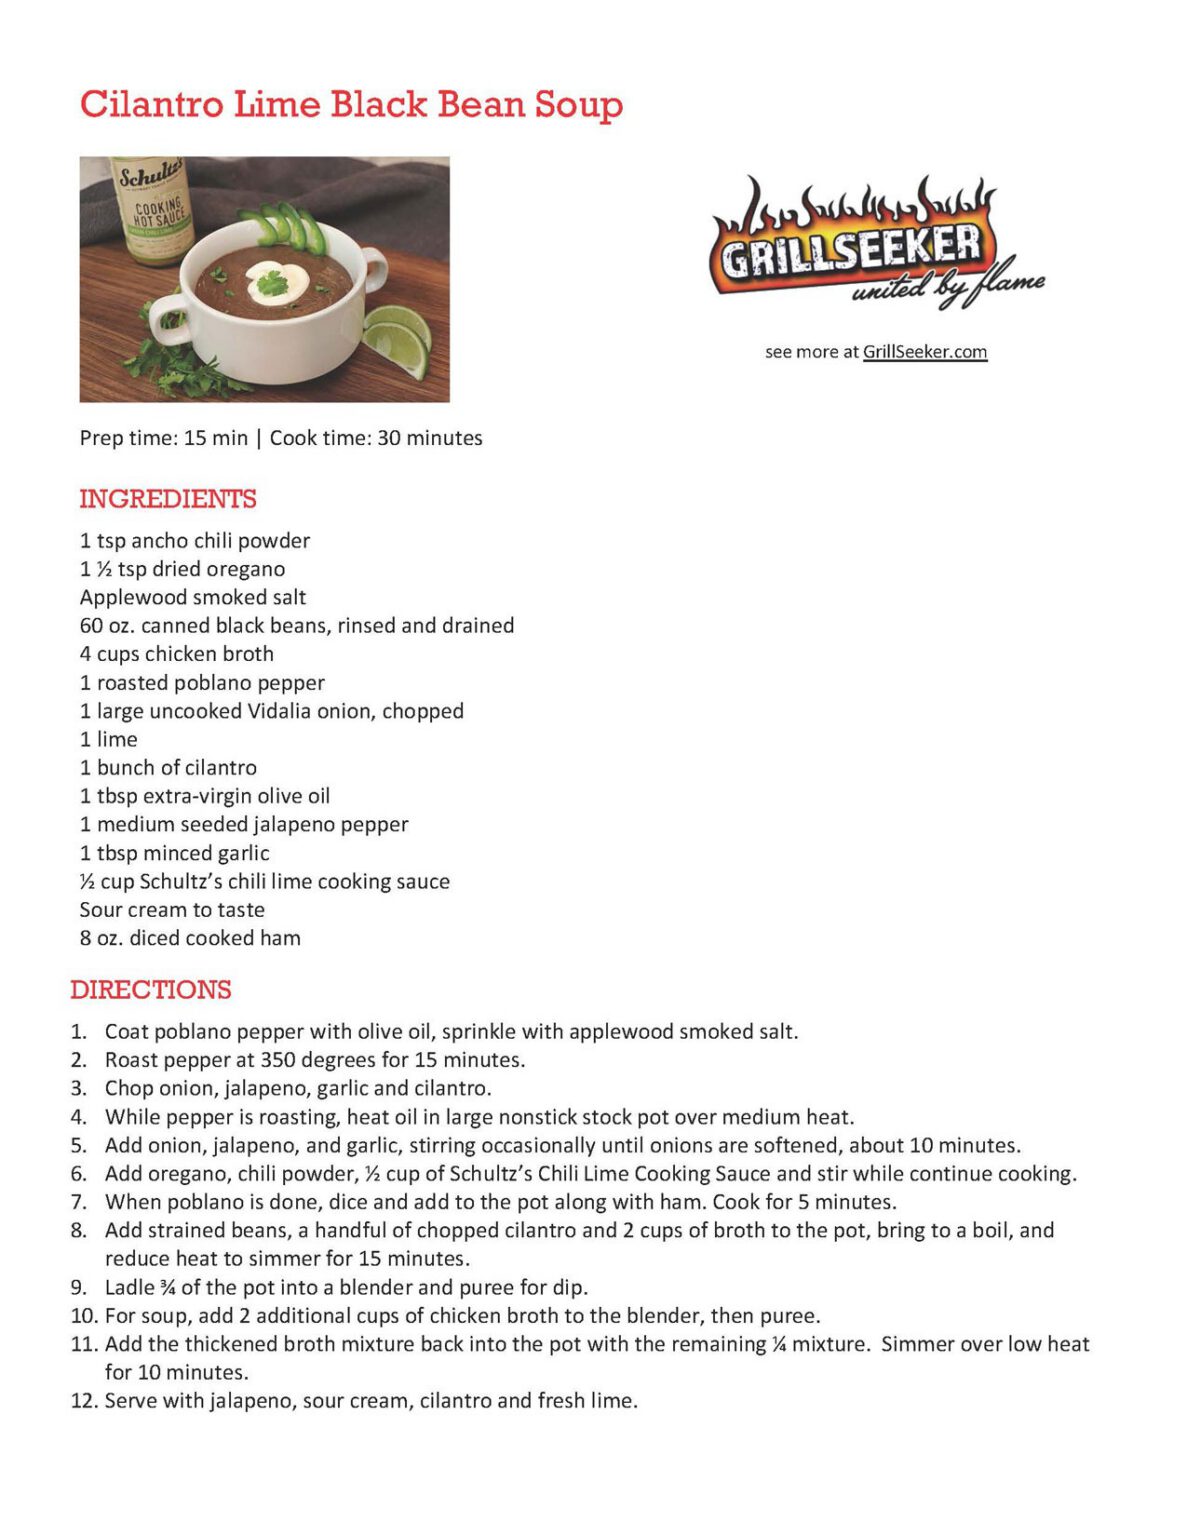 Cilantro Lime Black Bean Soup
Schultz's
COOKING
HOT SAUCE
GRILLSEEKER
united by flame
see more at GrillSeeker.com
Prep time: 15 min | Cook time: 30 minutes
INGREDIENTS
1 tsp ancho chili powder
1 ½ tsp dried oregano
Applewood smoked salt
60 oz. canned black beans, rinsed and drained
4 cups chicken broth
1 roasted poblano pepper
1 large uncooked Vidalia onion, chopped
1 lime
1 bunch of cilantro
1 tbsp extra-virgin olive oil
1 medium seeded jalapeno pepper
1 tbsp minced garlic
½ cup Schultz’s chili lime cooking sauce
Sour cream to taste
8 oz. diced cooked ham
DIRECTIONS
1. Coat poblano pepper with olive oil, sprinkle with applewood smoked salt.
2. Roast pepper at 350 degrees for 15 minutes.
3. Chop onion, jalapeno, garlic and cilantro.
4. While pepper is roasting, heat oil in large nonstick stock pot over medium heat.
5. Add onion, jalapeno, and garlic, stirring occasionally until onions are softened, about 10 minutes.
6. Add oregano, chili powder, ½ cup of Schultz’s Chili Lime Cooking Sauce and stir while continue cooking.
7. When poblano is done, dice and add to the pot along with ham. Cook for 5 minutes.
8. Add strained beans, a handful of chopped cilantro and 2 cups of broth to the pot, bring to a boil, and
reduce heat to simmer for 15 minutes.
9. Ladle ¾ of the pot into a blender and puree for dip.
10. For soup, add 2 additional cups of chicken broth to the blender, then puree.
11. Add the thickened broth mixture back into the pot with the remaining ¼ mixture.  Simmer over low heat
for 10 minutes.
12. Serve with jalapeno, sour cream, cilantro and fresh lime.